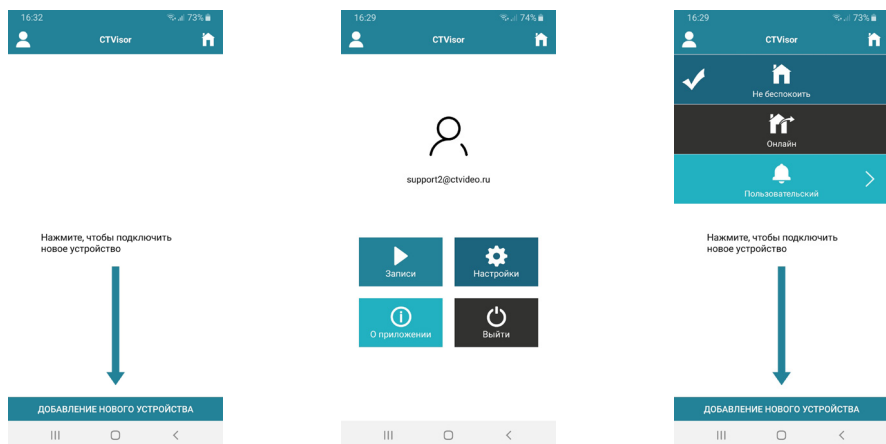 16:32 73%
CTVisor
Нажмите, чтобы подключить
новое устройство
ДОБАВЛЕНИЕ НОВОГО УСТРОЙСТВА
16:29 74%
CTVisor
support2@ctvideo.ru
Записи
Настройки
О приложении
Выйти
16:29 73%
CTVisor
Не беспокоить
Онлайн
Пользовательский
Нажмите, чтобы подключить
новое устройство
ДОБАВЛЕНИЕ НОВОГО УСТРОЙСТВА